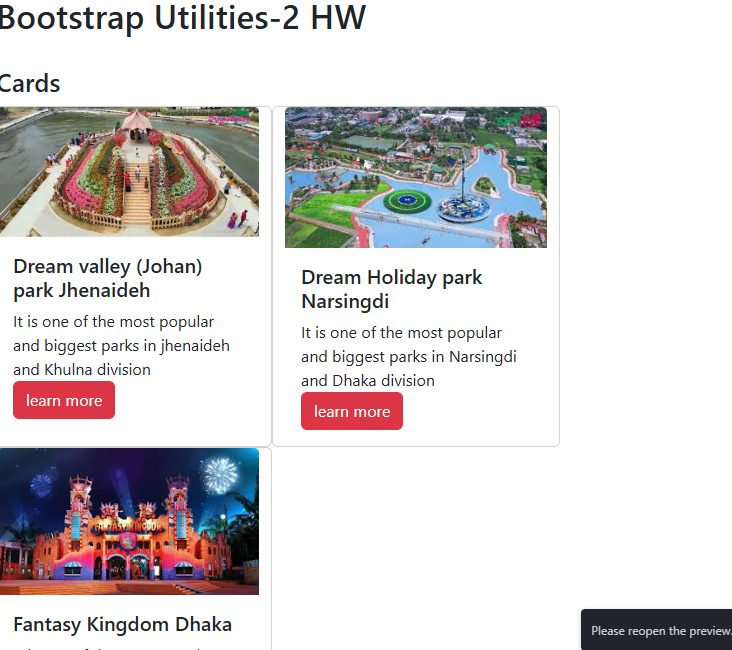 Bootstrap Utilities-2 HW
Cards
Dream valley (Johan)
park Jhenaideh
It is one of the most popular
and biggest parks in jhenaideh
and Khulna division
learn more
Dream Holiday park
Narsingdi
It is one of the most popular
and biggest parks in Narsingdi
and Dhaka division
learn more
FANTASY KINGDOM
Fantasy Kingdom Dhaka
Please reopen the preview.